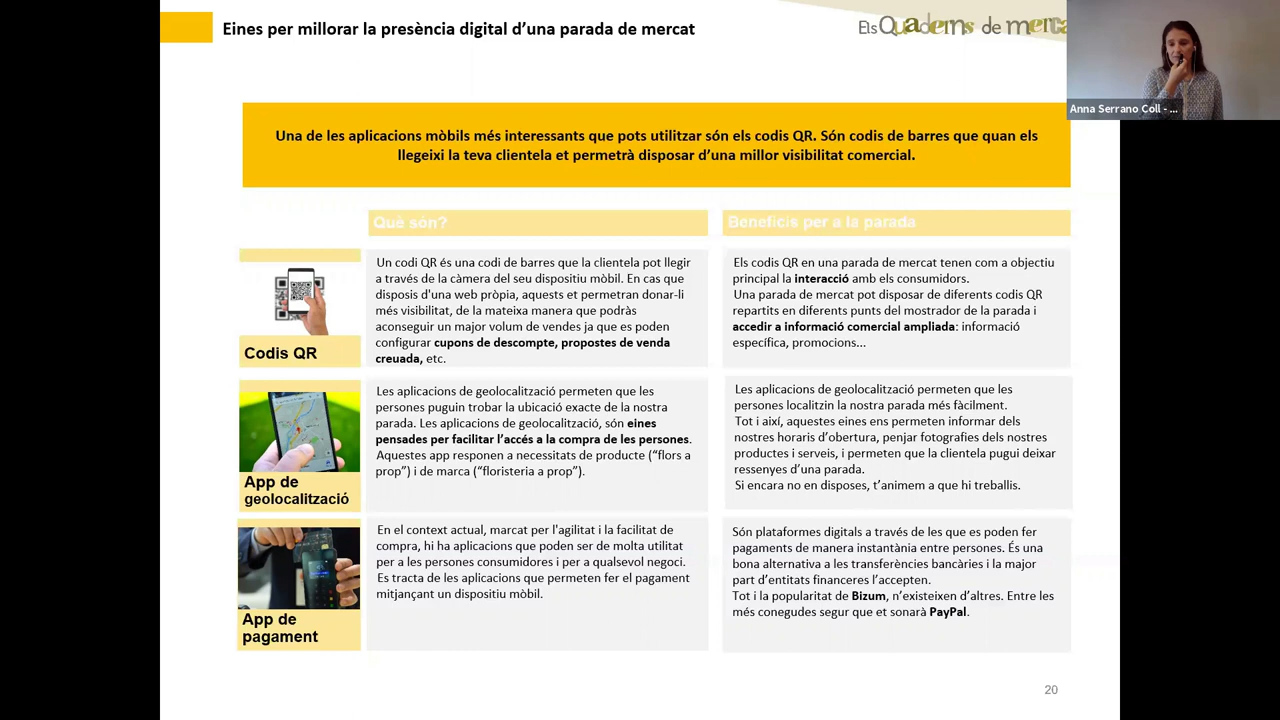 Eines per millorar la presència digital d'una parada de mercat
Els Quaderns de merca
Anna Serrano Coll - ...
Una de les aplicacions mòbils més interessants que pots utilitzar són els codis QR. Són codis de barres que quan els
llegeixi la teva clientela et permetrà disposar d'una millor visibilitat comercial.
Què són?
Beneficis per a la parada
Codis QR
Un codi QR és una codi de barres que la clientela pot llegir
a través de la càmera del seu dispositiu mòbil. En cas que
disposis d'una web pròpia, aquests et permetran donar-li
més visibilitat, de la mateixa manera que podràs
aconseguir un major volum de vendes ja que es poden
configurar cupons de descompte, propostes de venda
creuada, etc.
Els codis QR en una parada de mercat tenen com a objectiu
principal la interacció amb els consumidors.
Una parada de mercat pot disposar de diferents codis QR
repartits en diferents punts del mostrador de la parada i
accedir a informació comercial ampliada: informació
específica, promocions...
App de
geolocalització
Les aplicacions de geolocalització permeten que les
persones puguin trobar la ubicació exacte de la nostra
parada. Les aplicacions de geolocalització, són eines
pensades per facilitar l'accés a la compra de les persones.
Aquestes app responen a necessitats de producte ("flors a
prop") i de marca ("floristeria a prop").
Les aplicacions de geolocalització permeten que les
persones localitzin la nostra parada més fàcilment.
Tot i així, aquestes eines ens permeten informar dels
nostres horaris d'obertura, penjar fotografies dels nostres
productes i serveis, i permeten que la clientela pugui deixar
ressenyes d'una parada.
Si encara no en disposes, t'animem a que hi treballis.
App de
pagament
En el context actual, marcat per l'agilitat i la facilitat de
compra, hi ha aplicacions que poden ser de molta utilitat
per a les persones consumidores i per a qualsevol negoci.
Es tracta de les aplicacions que permeten fer el pagament
mitjançant un dispositiu mòbil.
Són plataformes digitals a través de les que es poden fer
pagaments de manera instantània entre persones. És una
bona alternativa a les transferències bancàries i la major
part d'entitats financeres l'accepten.
Tot i la popularitat de Bizum, n'existeixen d'altres. Entre les
més conegudes segur que et sonarà PayPal.
20